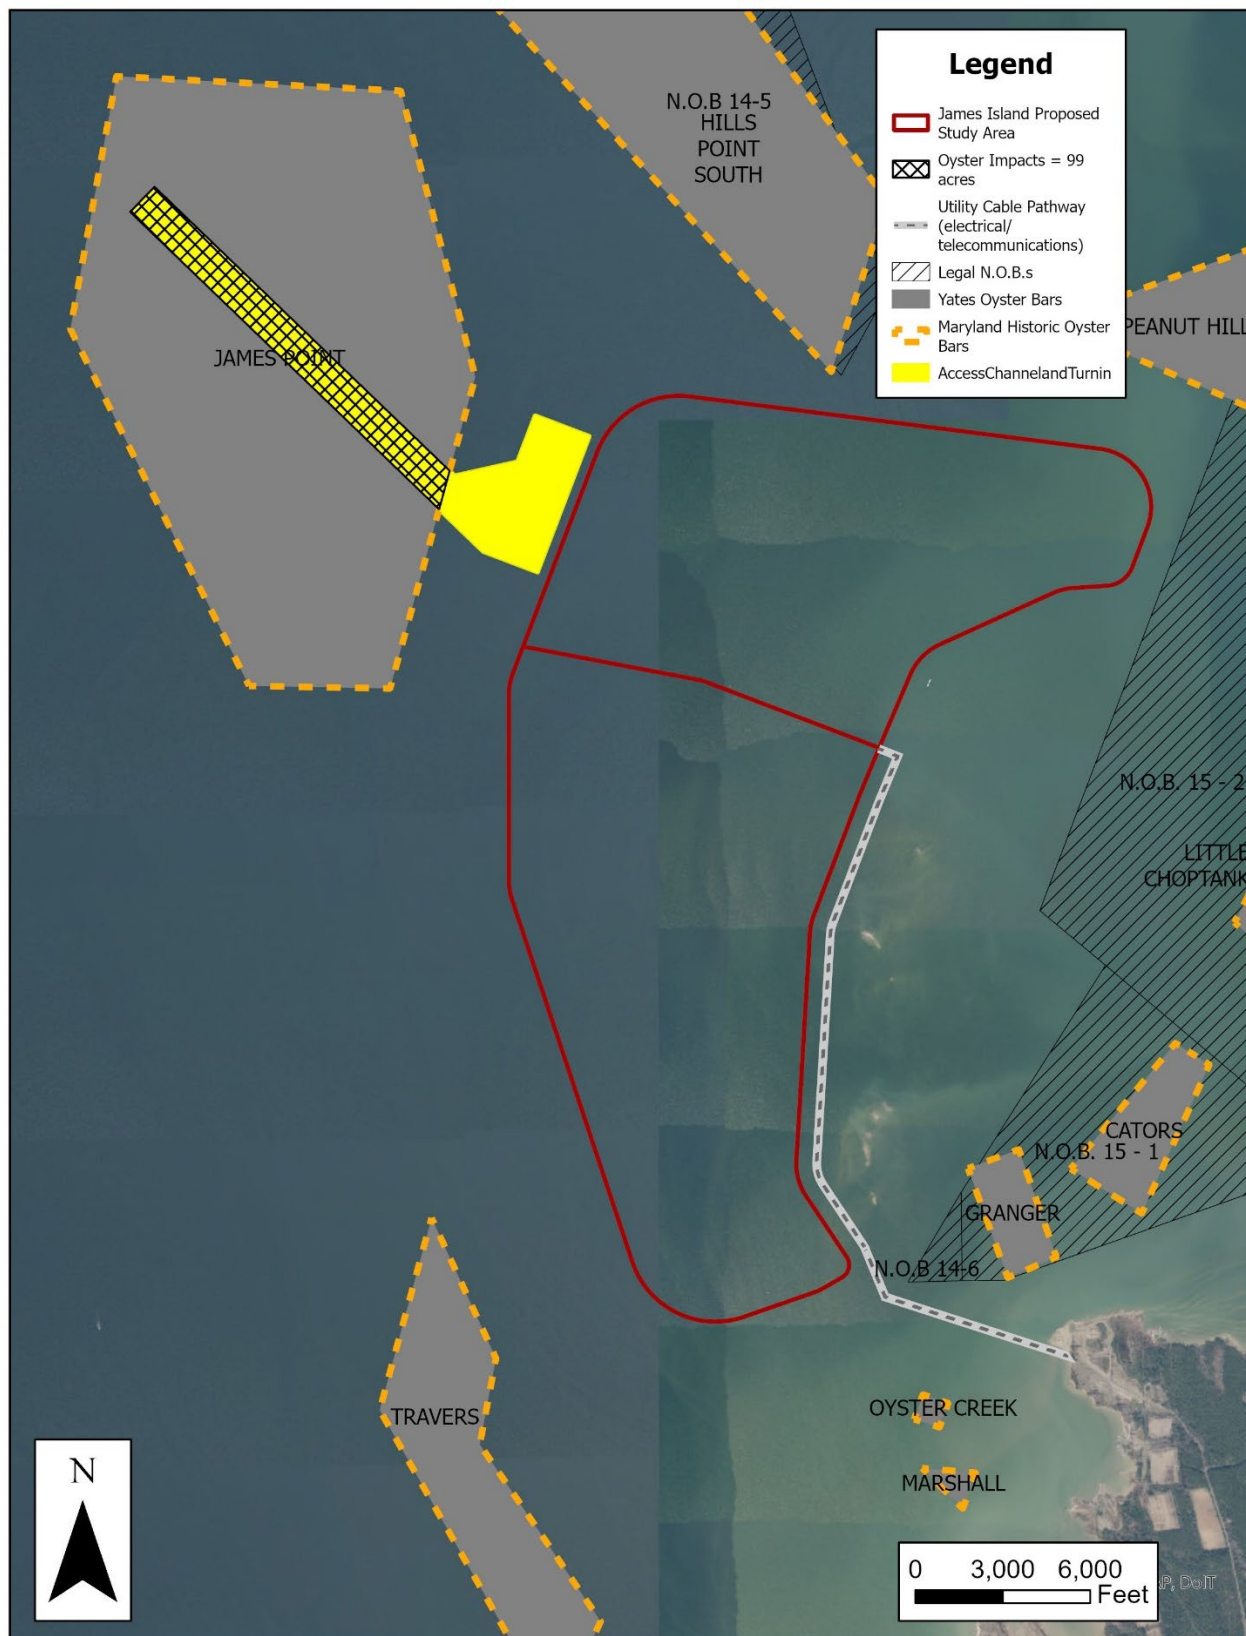 Legend
James Island Proposed
Study Area
Oyster Impacts = 99
acres
Utility Cable Pathway
(electrical/
telecommunications)
Legal N.O.B.s
Yates Oyster Bars
Maryland Historic Oyster
Bars
AccessChannelandTurnin
N.O.B 14-5
HILLS
POINT
SOUTH
PEANUT HILL
JAMES POINT
N.O.B. 15 - 2
LITTLE
CHOPTANK
CATORS
N.O.B. 15 - 1
GRANGER
N.O.B 14-6
TRAVERS
OYSTER CREEK
MARSHALL
N
0 3,000 6,000
Feet
P, DoIT